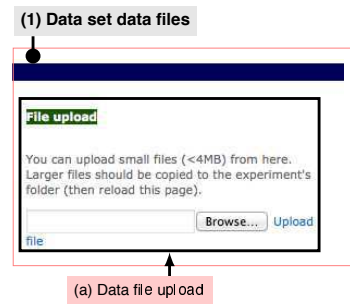 (1) Data set data files
File upload
You can upload small files (<4MB) from here.
Larger files should be copied to the experiment's
folder (then reload this page).
Browse... Upload
file
(a) Data file upload